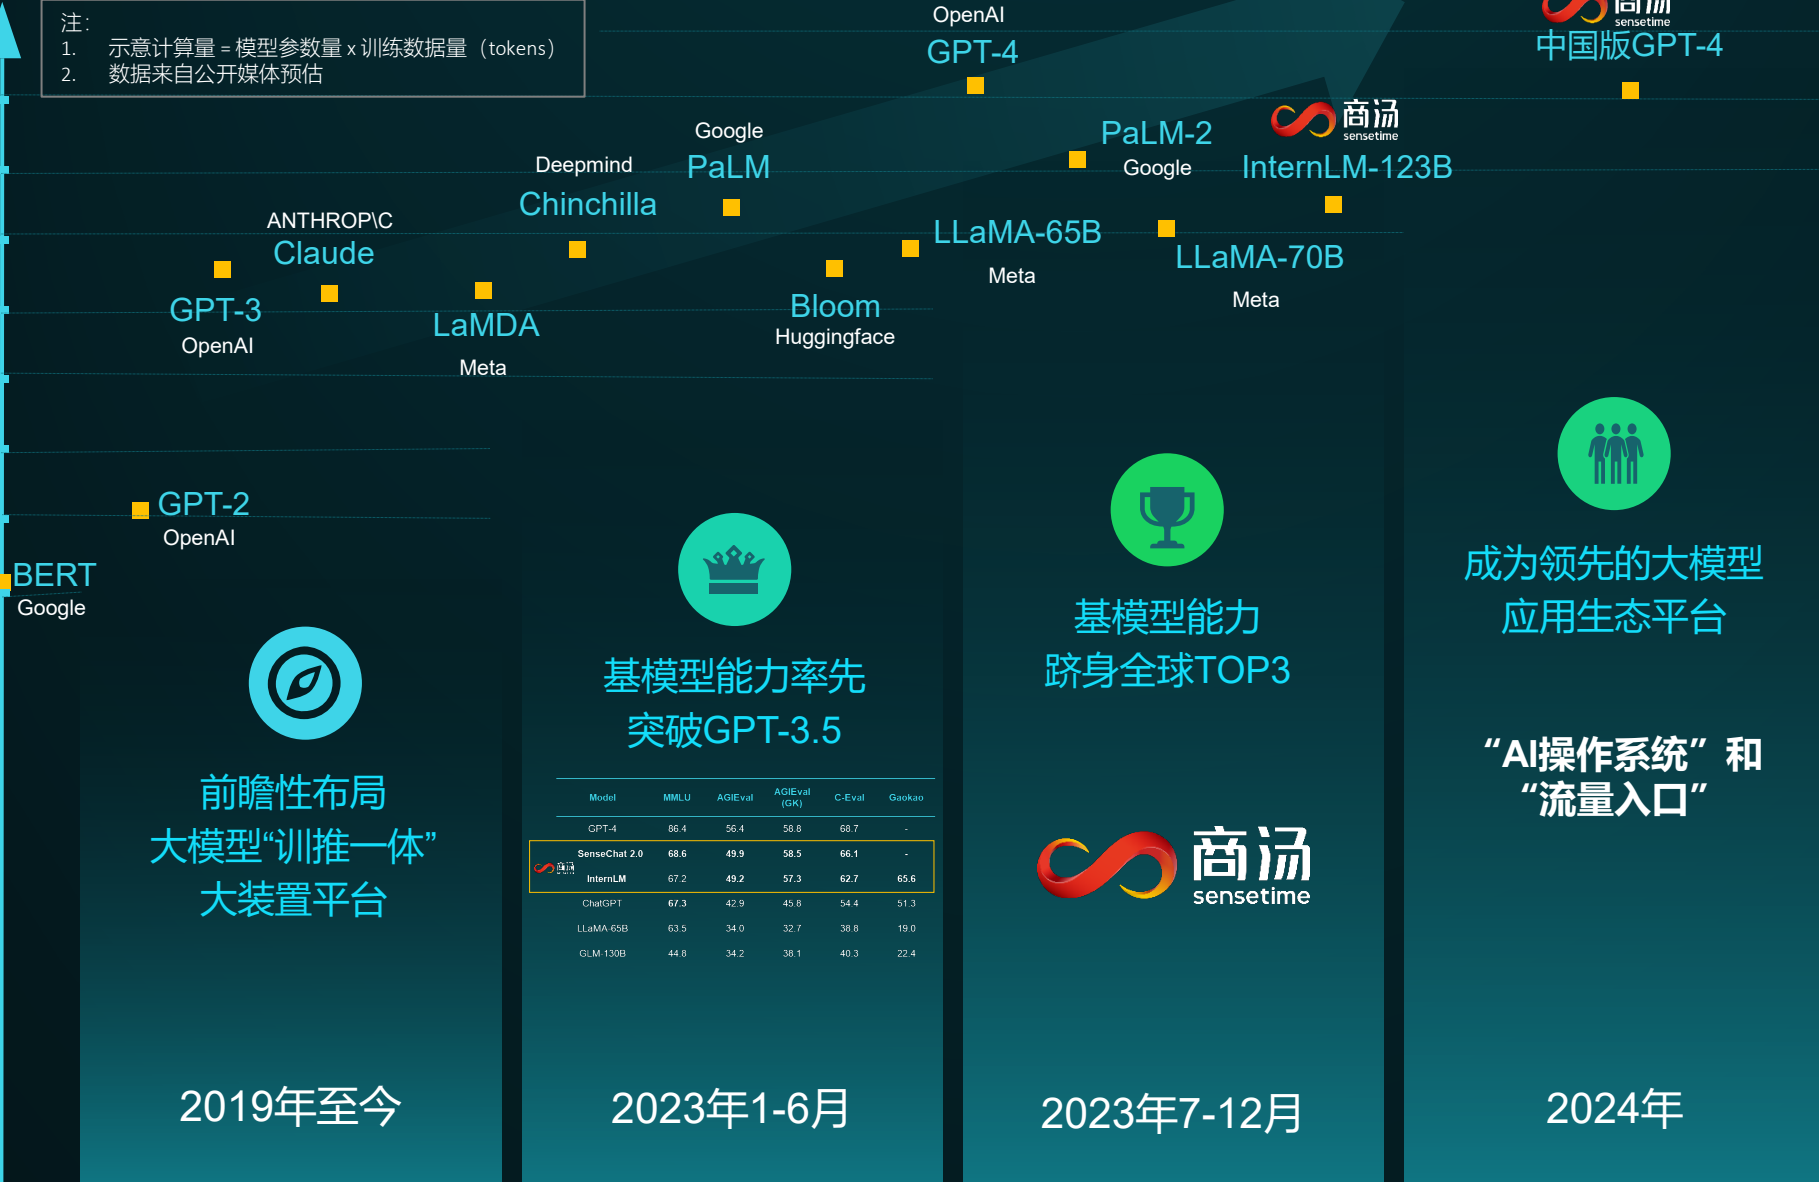 注：
1. 示意计算量 = 模型参数量 x 训练数据量（tokens）
2. 数据来自公开媒体预估
OpenAI
GPT-4
商汤
sensetime
中国版GPT-4
Google
PaLM
Deepmind
Chinchilla
ANTHROP\C
Claude
GPT-3
OpenAI
LaMDA
Meta
Bloom
Huggingface
LLaMA-65B
Meta
PaLM-2
Google
商汤
sensetime
InternLM-123B
LLaMA-70B
Meta
GPT-2
OpenAI
BERT
Google
前瞻性布局
大模型“训推一体”
大装置平台
2019年至今
基模型能力率先
突破GPT-3.5
Model MMLU AGIEval AGIEval (GK) C-Eval Gaokao
GPT-4 86.4 56.4 58.8 68.7 -
商汤
SenseChat 2.0 68.6 49.9 58.5 66.1 -
InternLM 67.2 49.2 57.3 62.7 65.6
ChatGPT 67.3 42.9 45.8 54.4 51.3
LLaMA-65B 63.5 34.0 32.7 38.8 19.0
GLM-130B 44.8 34.2 38.1 40.3 22.4
2023年1-6月
基模型能力
跻身全球TOP3
商汤
sensetime
2023年7-12月
成为领先的大模型
应用生态平台
“AI操作系统”和
“流量入口”
2024年